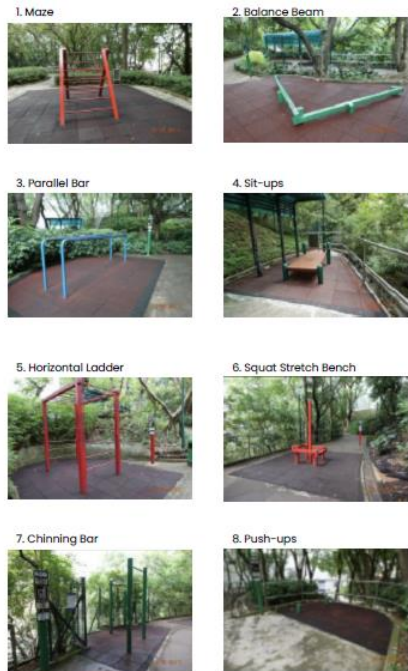 1. Maze
2. Balance Beam
3. Parallel Bar
4. Sit-ups
5. Horizontal Ladder
6. Squat Stretch Bench
7. Chinning Bar
8. Push-ups